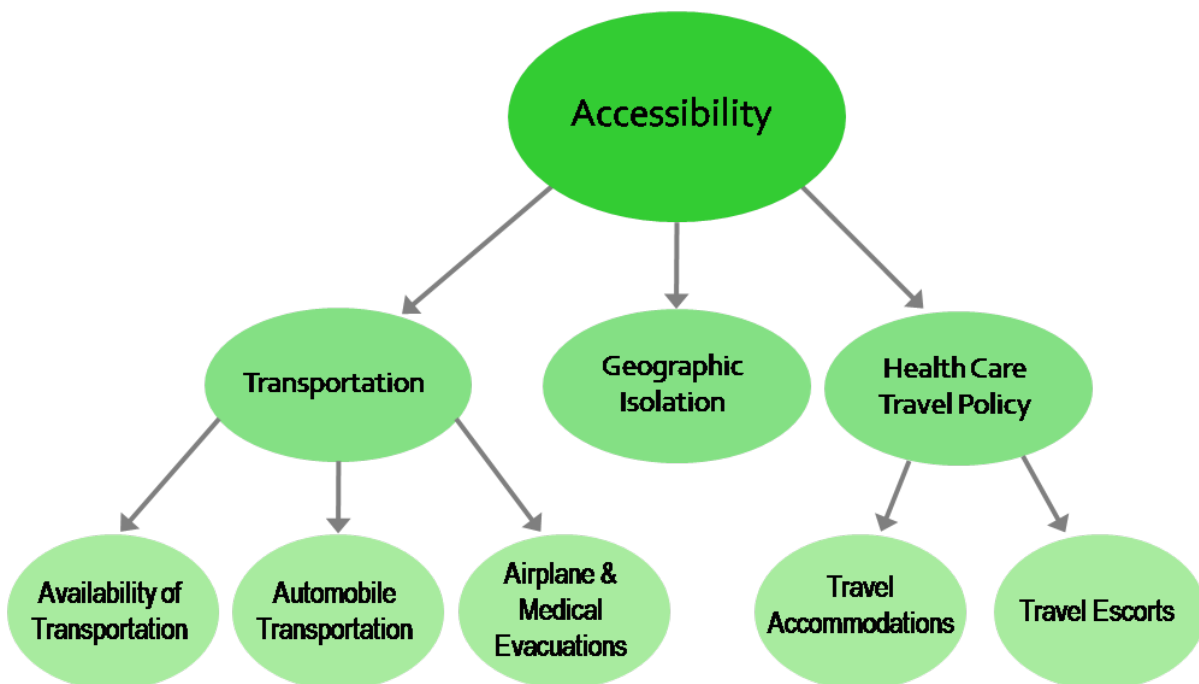 Accessibility
Transportation
Geographic
Isolation
Health Care
Travel Policy
Availability of
Transportation
Automobile
Transportation
Airplane &
Medical
Evacuations
Travel
Accommodations
Travel Escorts